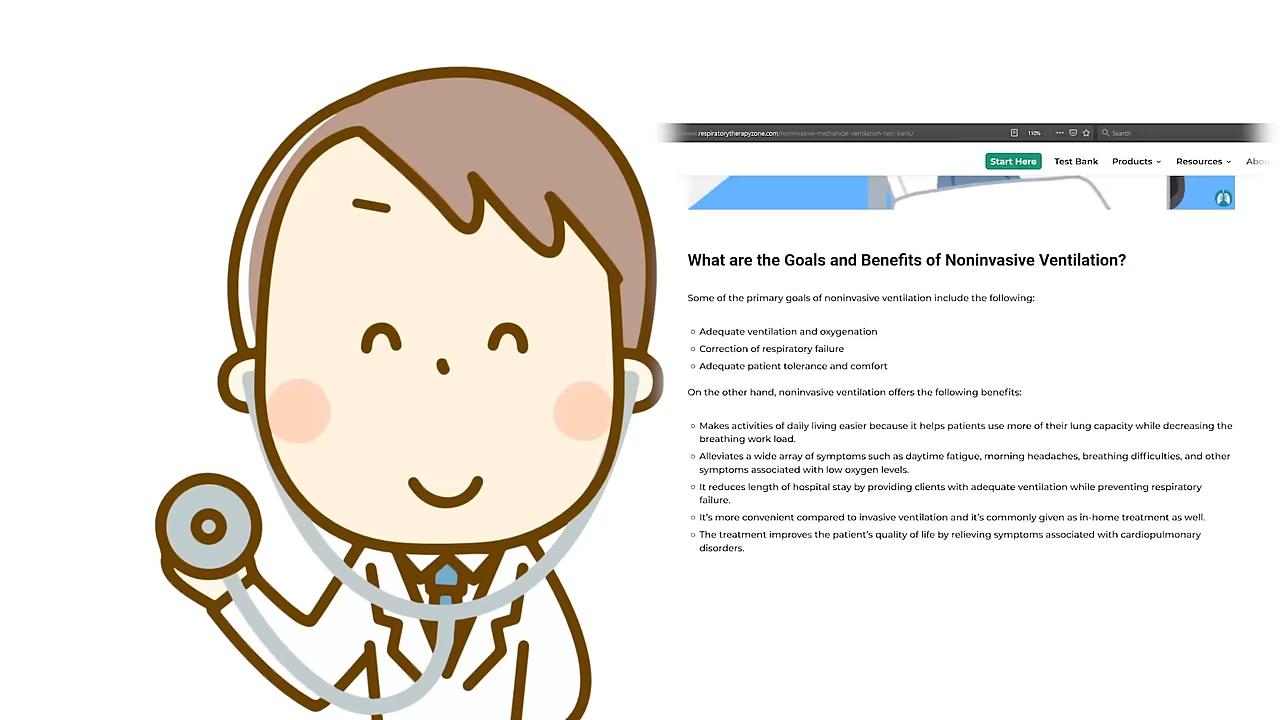 www.respiratorytherapyzone.com/noninvasive-mechanical-ventilation-test-bank/
110%
Search
Start Here
Test Bank
Products
Resources
What are the Goals and Benefits of Noninvasive Ventilation?
Some of the primary goals of noninvasive ventilation include the following:
Adequate ventilation and oxygenation
Correction of respiratory failure
Adequate patient tolerance and comfort
On the other hand, noninvasive ventilation offers the following benefits:
Makes activities of daily living easier because it helps patients use more of their lung capacity while decreasing the
breathing work load.
Alleviates a wide array of symptoms such as daytime fatigue, morning headaches, breathing difficulties, and other
symptoms associated with low oxygen levels.
It reduces length of hospital stay by providing clients with adequate ventilation while preventing respiratory
failure.
It's more convenient compared to invasive ventilation and it's commonly given as in-home treatment as well.
The treatment improves the patient's quality of life by relieving symptoms associated with cardiopulmonary
disorders.